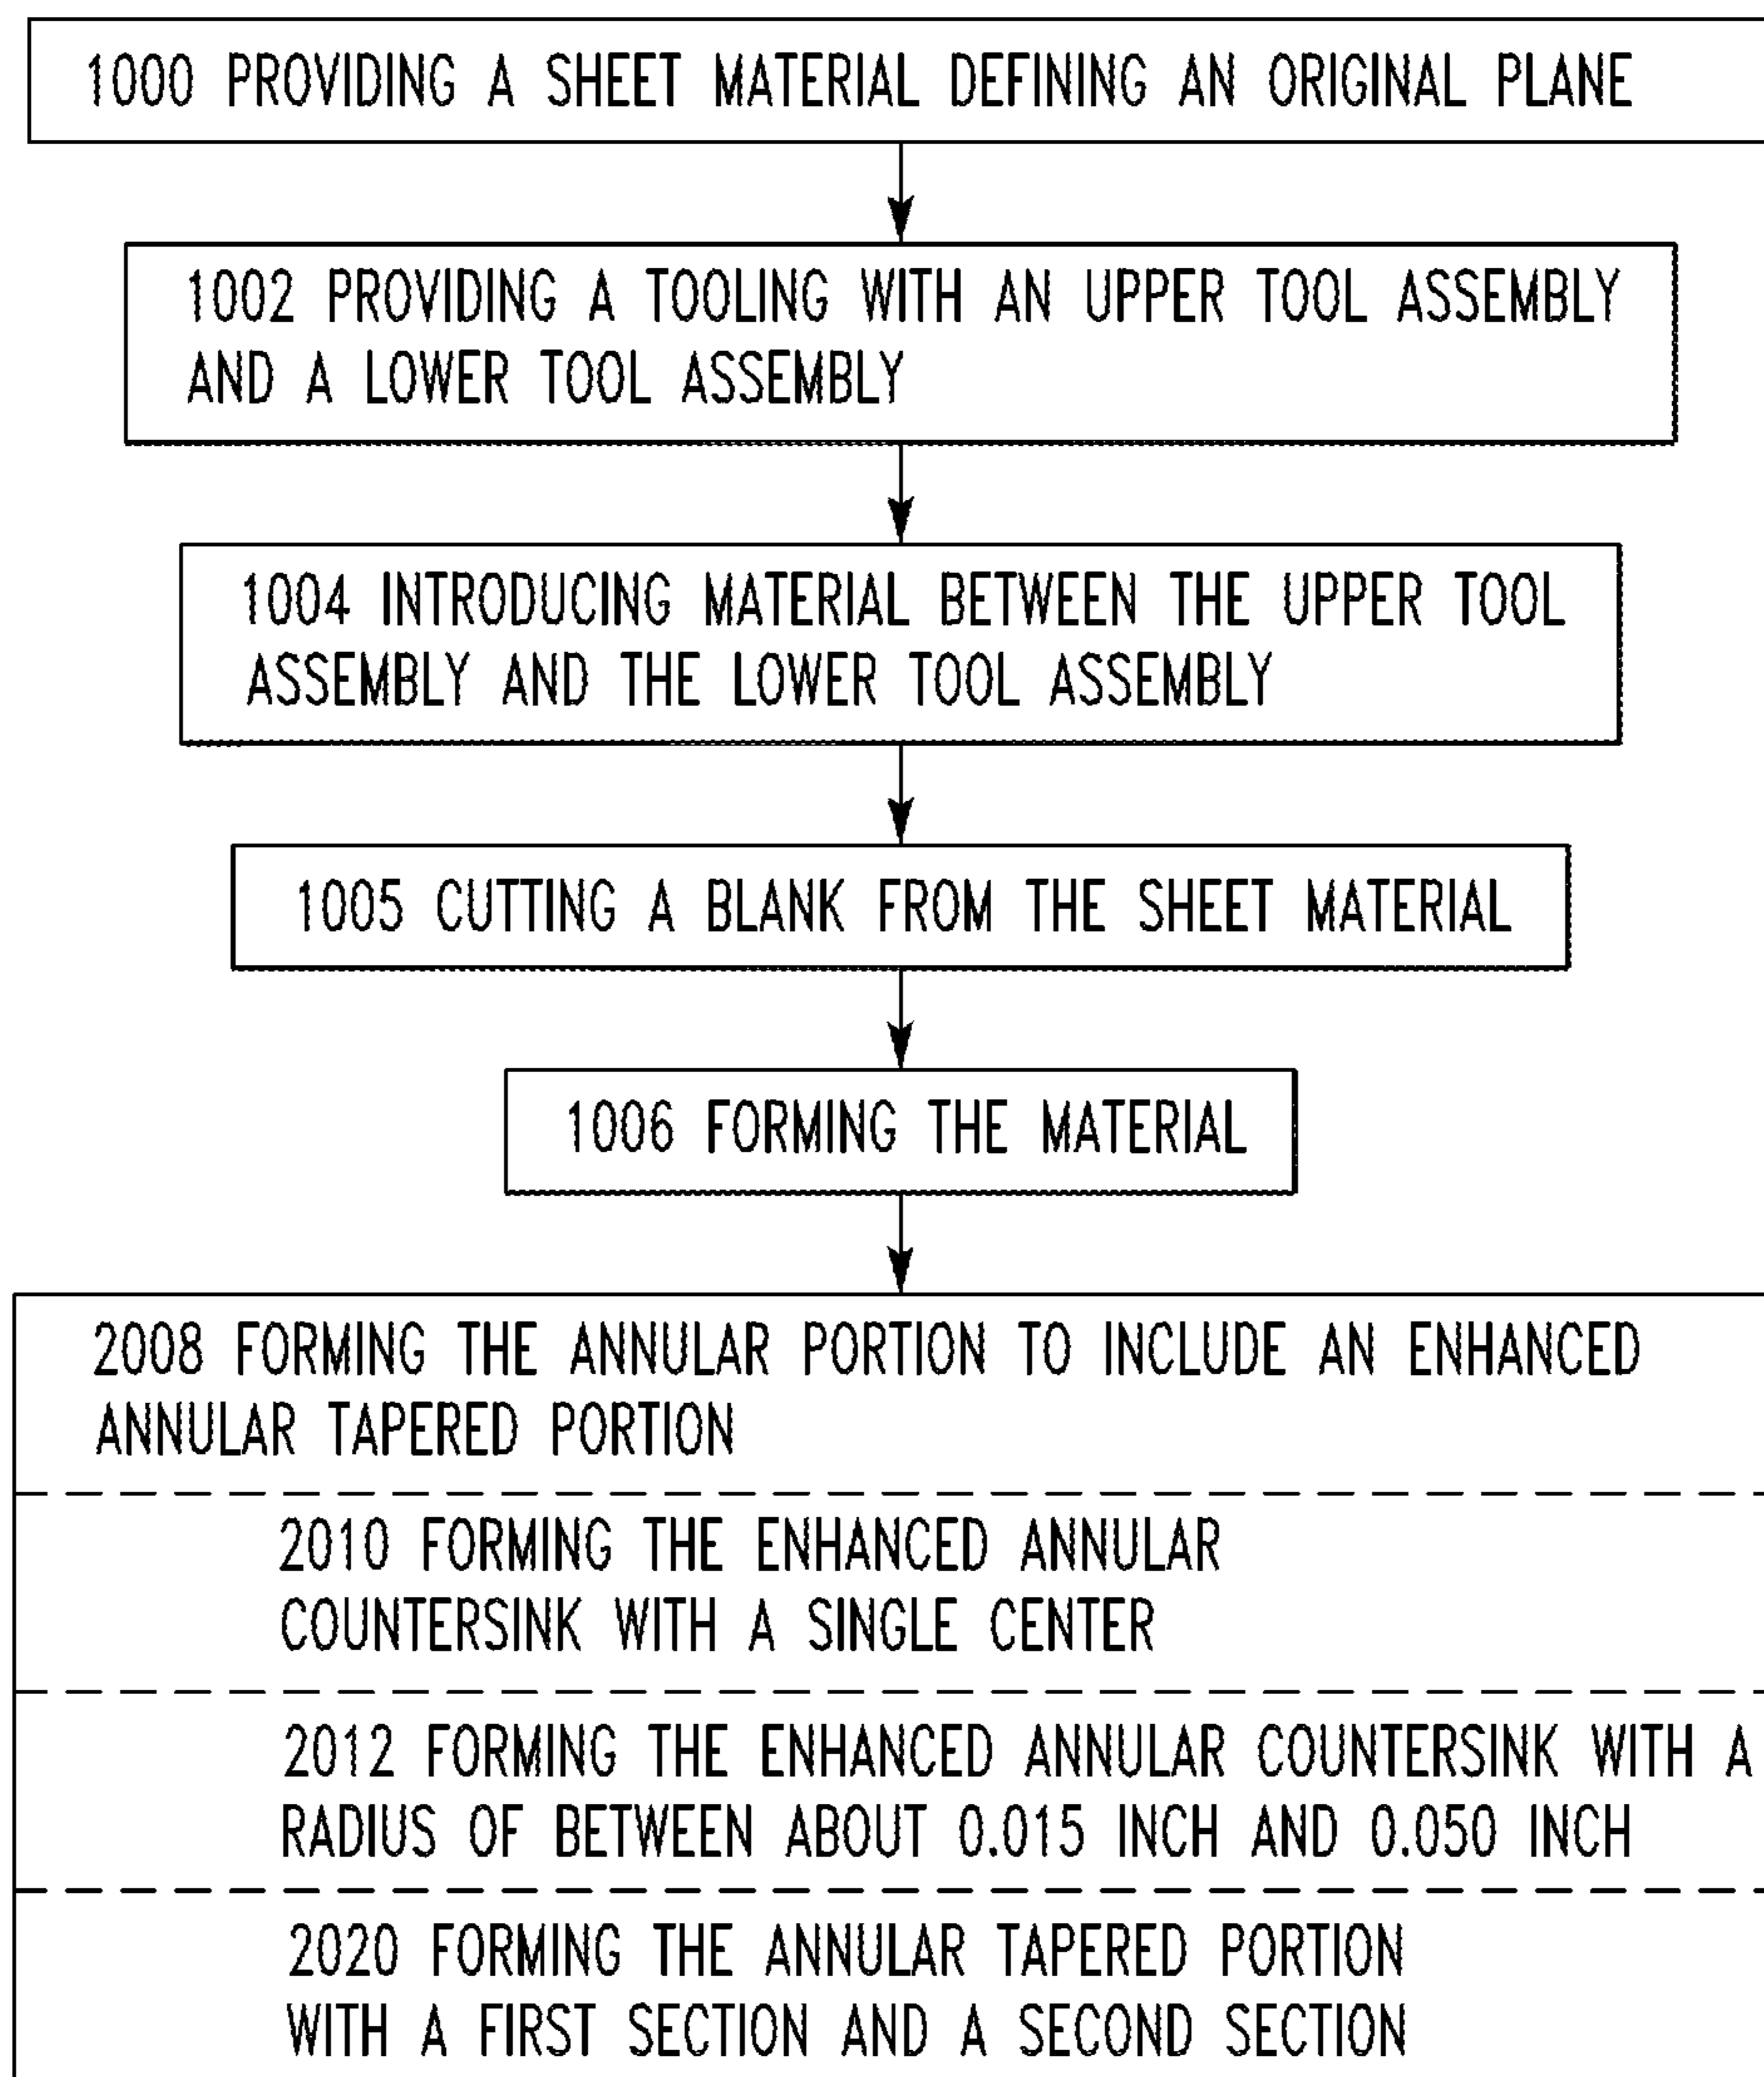 1000 PROVIDING A SHEET MATERIAL DEFINING AN ORIGINAL PLANE
1002 PROVIDING A TOOLING WITH AN UPPER TOOL ASSEMBLY
AND A LOWER TOOL ASSEMBLY
1004 INTRODUCING MATERIAL BETWEEN THE UPPER TOOL
ASSEMBLY AND THE LOWER TOOL ASSEMBLY
1005 CUTTING A BLANK FROM THE SHEET MATERIAL
1006 FORMING THE MATERIAL
2008 FORMING THE ANNULAR PORTION TO INCLUDE AN ENHANCED
ANNULAR TAPERED PORTION
2010 FORMING THE ENHANCED ANNULAR
COUNTERSINK WITH A SINGLE CENTER
2012 FORMING THE ENHANCED ANNULAR COUNTERSINK WITH A
RADIUS OF BETWEEN ABOUT 0.015 INCH AND 0.050 INCH
2020 FORMING THE ANNULAR TAPERED PORTION
WITH A FIRST SECTION AND A SECOND SECTION